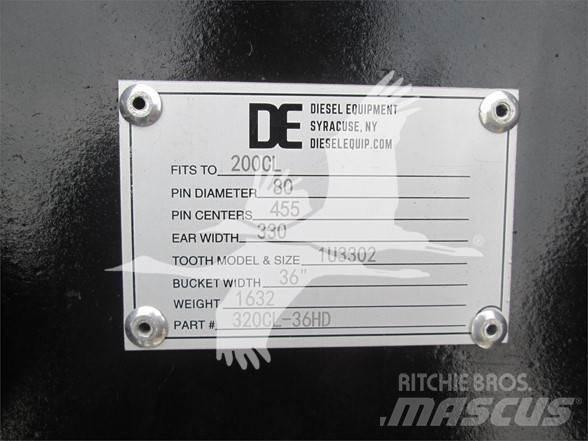 DE
DIESEL EQUIPMENT
SYRACUSE, NY
DIESELEQUIP.COM
FITS TO 200CL
PIN DIAMETER 80
PIN CENTERS 455
EAR WIDTH 330
TOOTH MODEL & SIZE 1U3302
BUCKET WIDTH 36"
WEIGHT 1632
PART # 320CL-36HD
RITCHIE BROS.
MASCUS